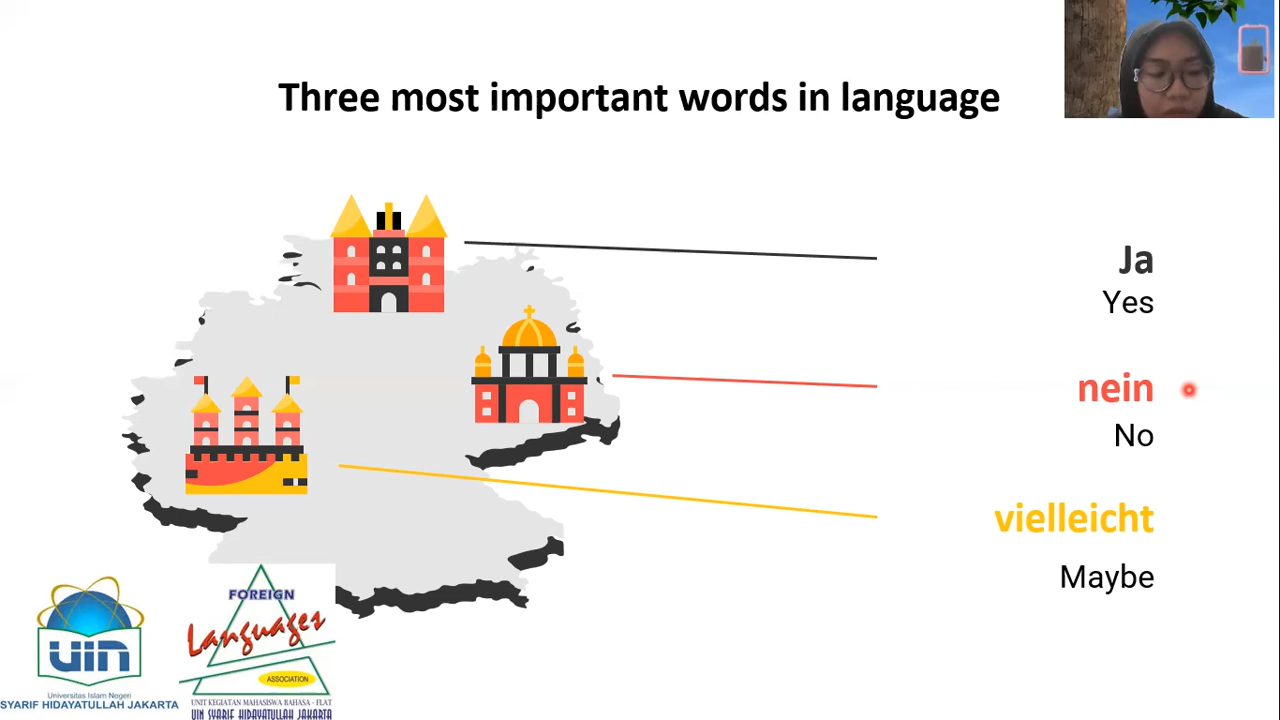 Three most important words in language
Ja
Yes
nein
No
vielleicht
Maybe
FOREIGN
Languages
ASSOCIATION
UNIT KEGIATAN MAHASISWA BAHASA - FLAT
UIN SYARIF HIDAYATULLAH JAKARTA
uin
Universitas Islam Negeri
SYARIF HIDAYATULLAH JAKARTA